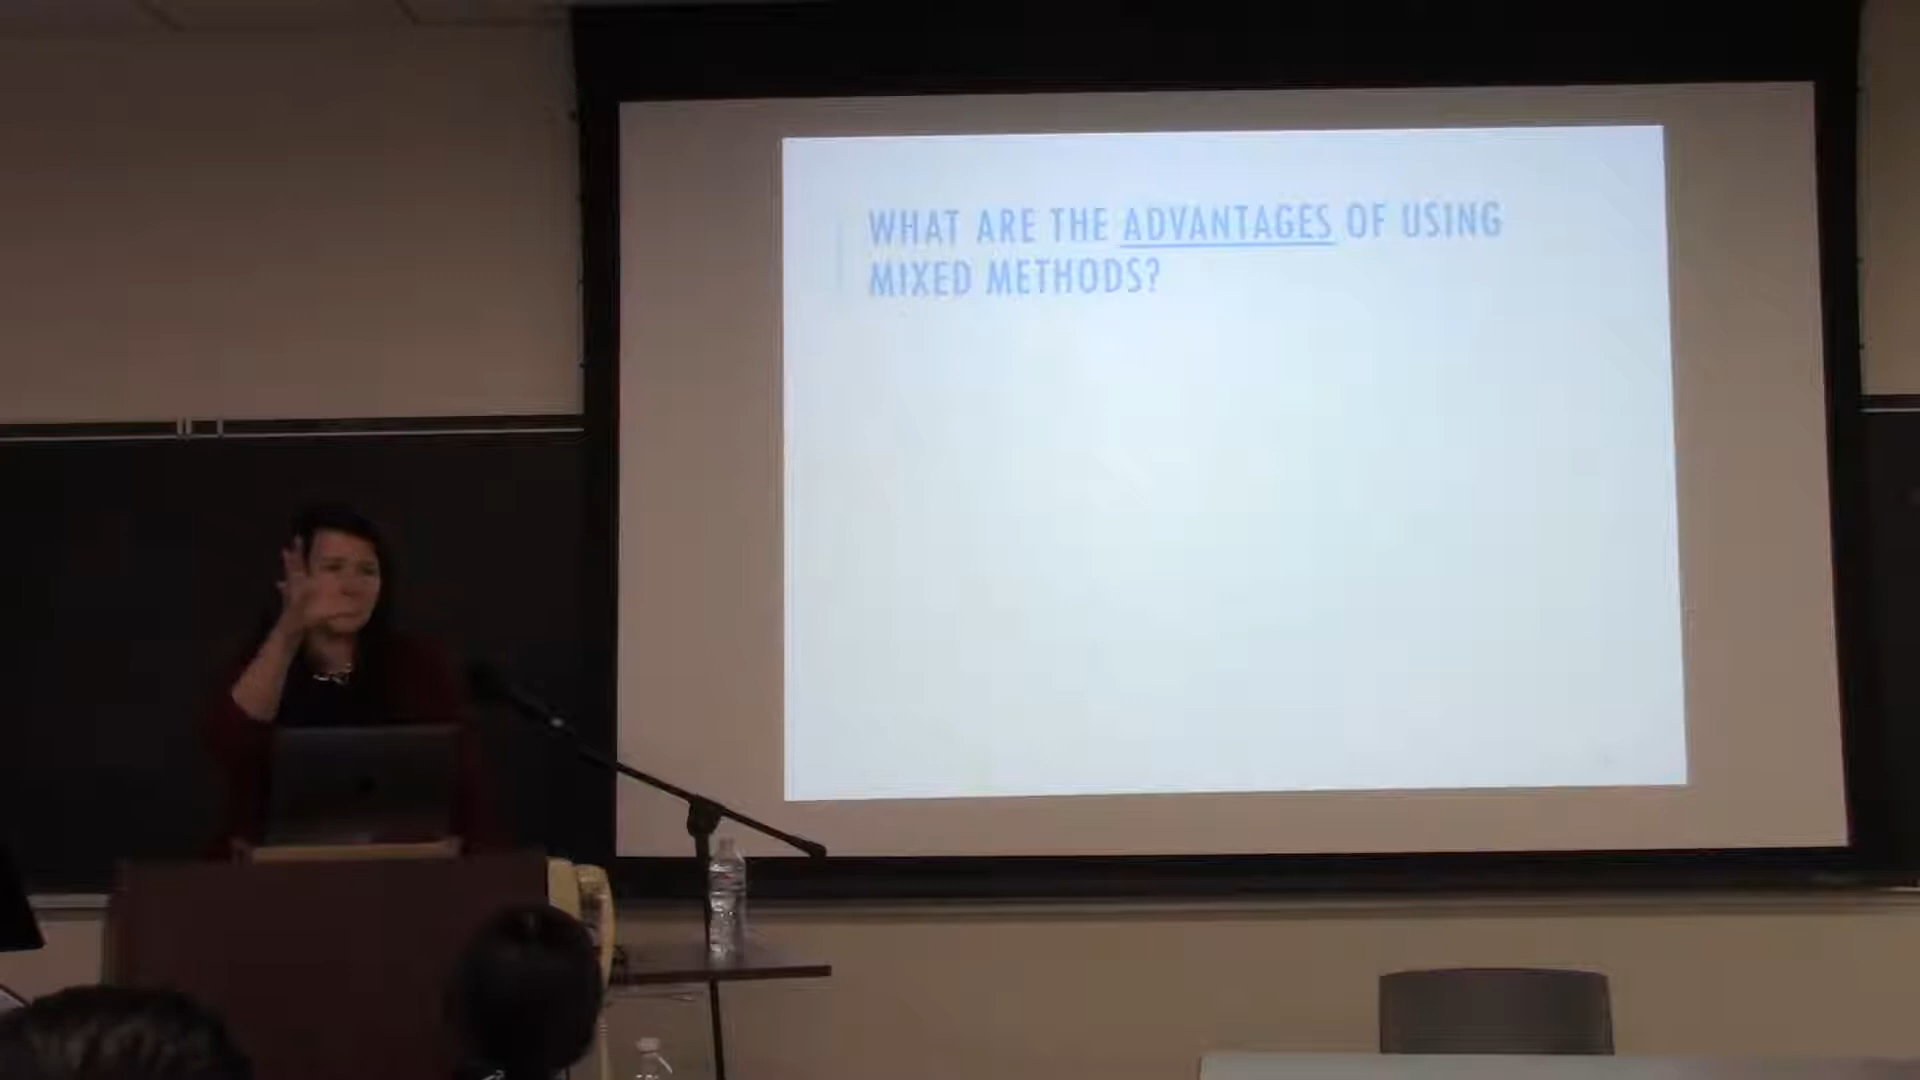 WHAT ARE THE ADVANTAGES OF USING
MIXED METHODS?